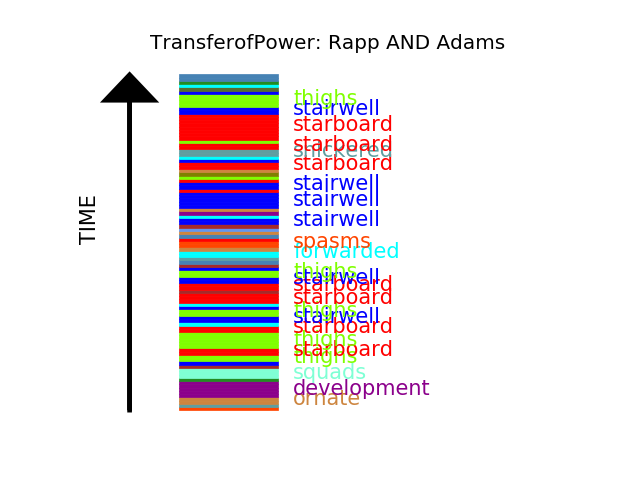 TransferofPower: Rapp AND Adams
TIME
thighs
stairwell
starboard
starboard
snickered
starboard
stairwell
stairwell
stairwell
spasms
forwarded
thighs
stairwell
starboard
starboard
thighs
stairwell
starboard
thighs
starboard
thighs
squads
development
ornate